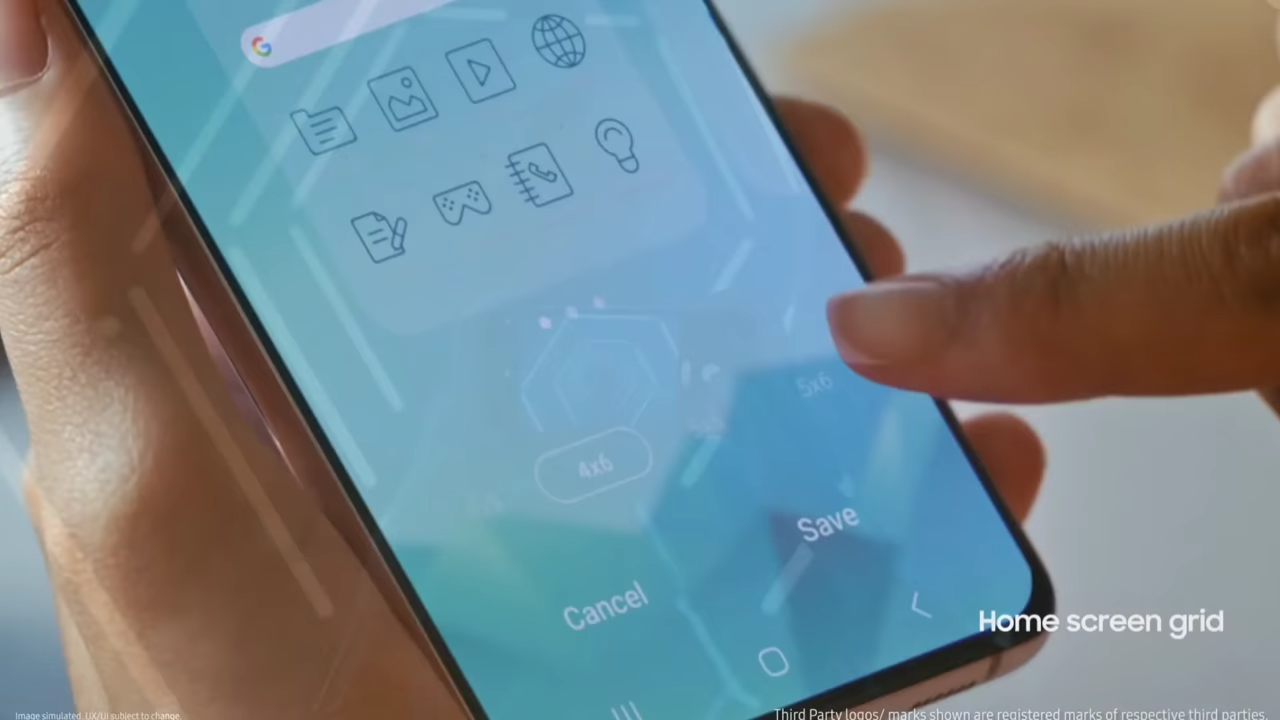 G
5x6
4x6
Save
Cancel
Home screen grid
Image simulated. UX/UI subject to change.
Third Party logos/ marks shown are registered marks of respective third parties.